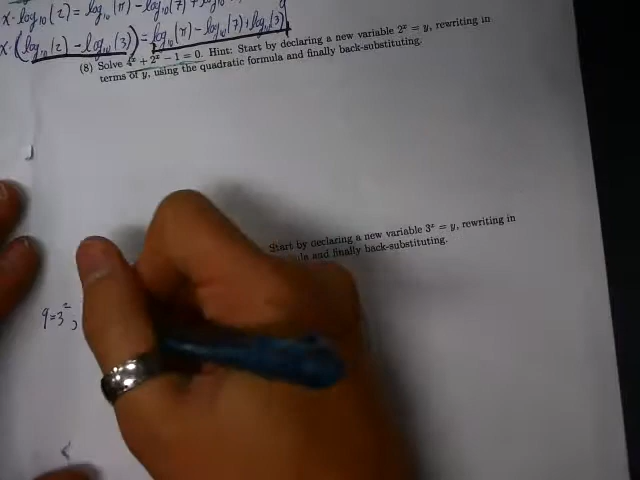 x·log₁₀(2) = log₁₀(π) - log₁₀(7) + log₁₀
x·(log₁₀(2) - log₁₀(3)) = log₁₀(π) - log₁₀(7) + log₁₀(3)
(8) Solve 4ˣ + 2ˣ − 1 = 0. Hint: Start by declaring a new variable 2ˣ = y, rewriting in
terms of y, using the quadratic formula and finally back-substituting.
Start by declaring a new variable 3ˣ = y, rewriting in
and finally back-substituting.
9=3²,